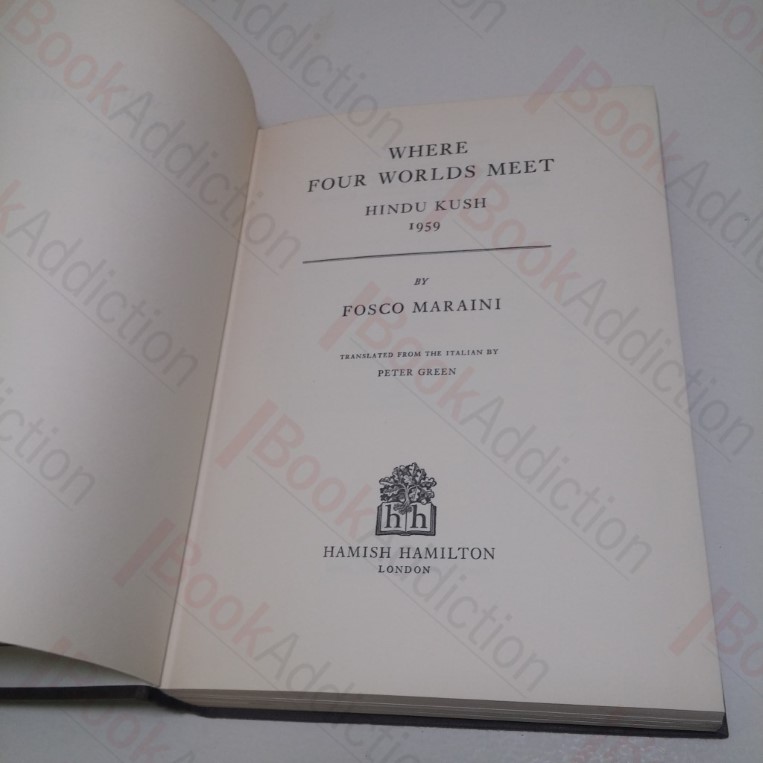 WHERE
FOUR WORLDS MEET
HINDU KUSH
1959
BY
FOSCO MARAINI
TRANSLATED FROM THE ITALIAN BY
PETER GREEN
hh
HAMISH HAMILTON
LONDON
BookAddiction